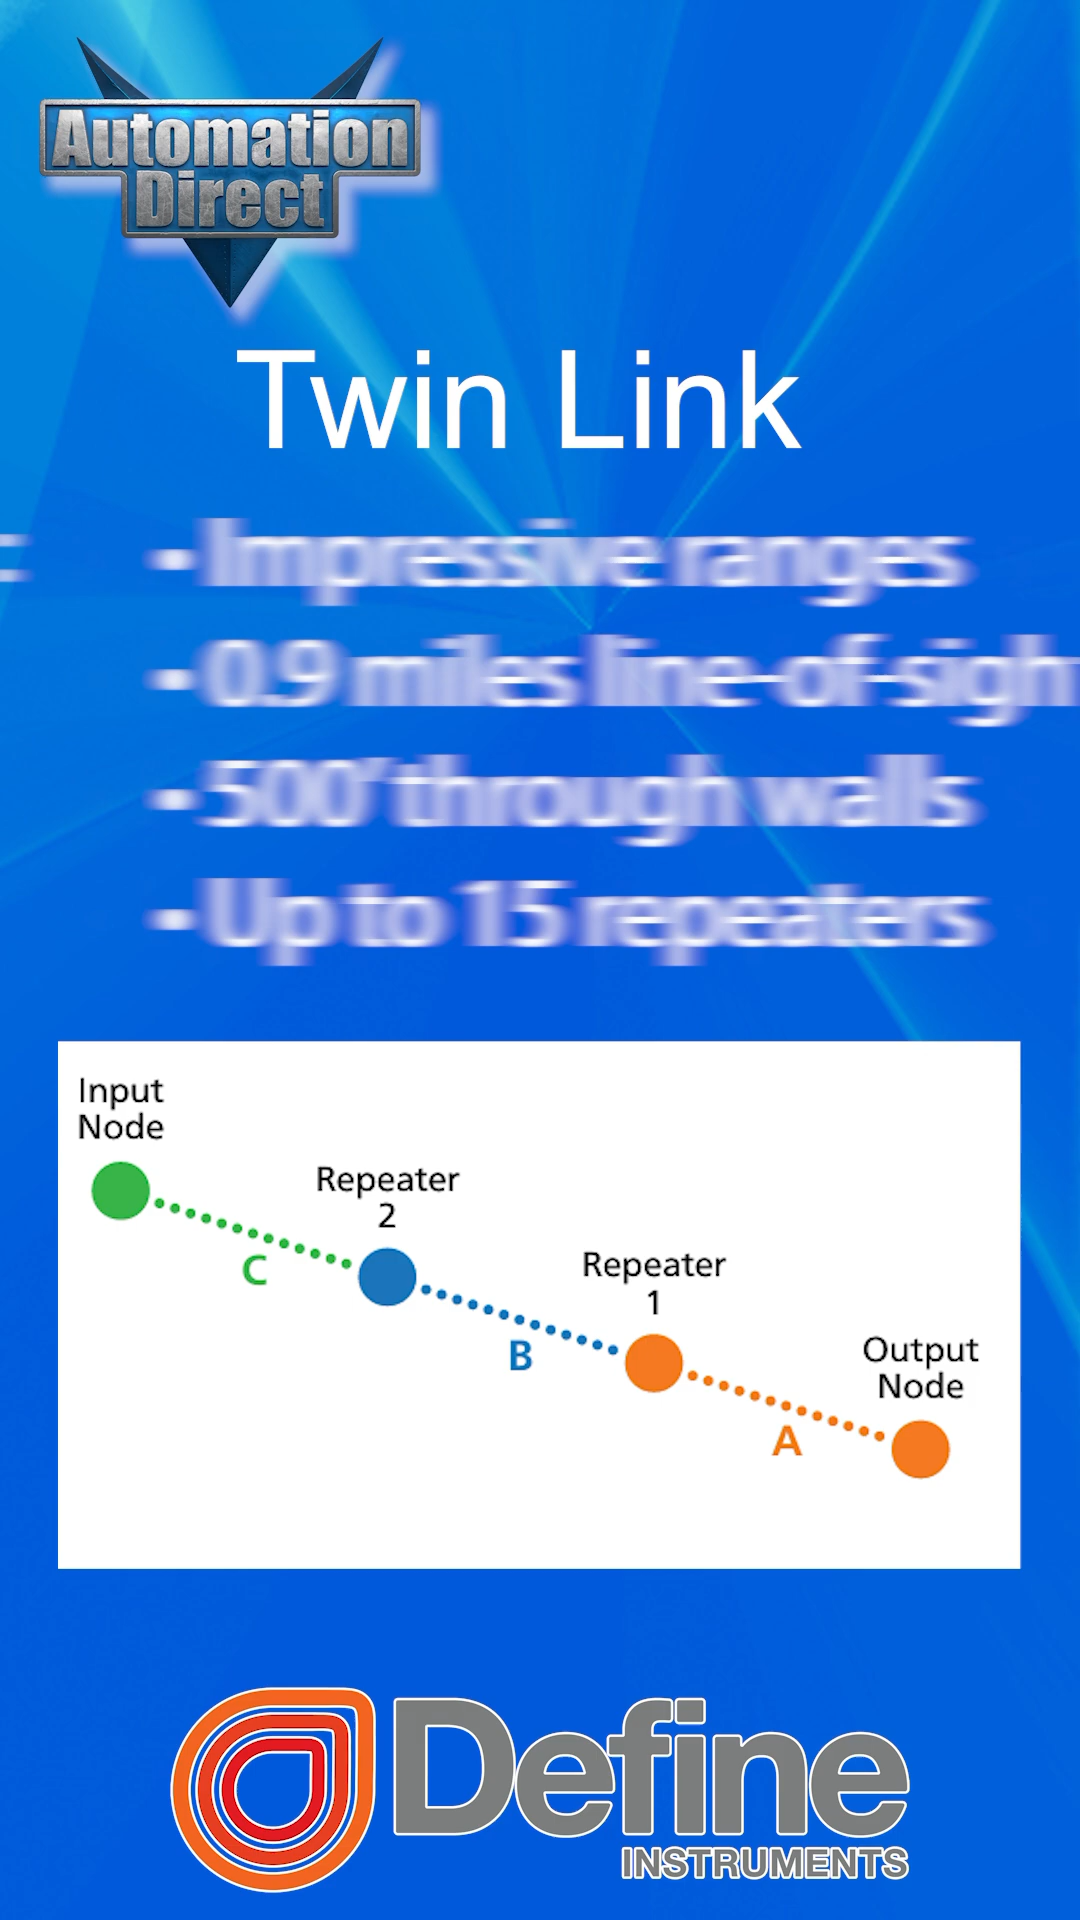 Automation
Direct
Twin Link
• Impressive ranges
• 0.9 miles line-of-sigh
• 500' through walls
• Up to 15 repeaters
Input
Node
Repeater
2
C
Repeater
1
B
Output
Node
A
Define
INSTRUMENTS